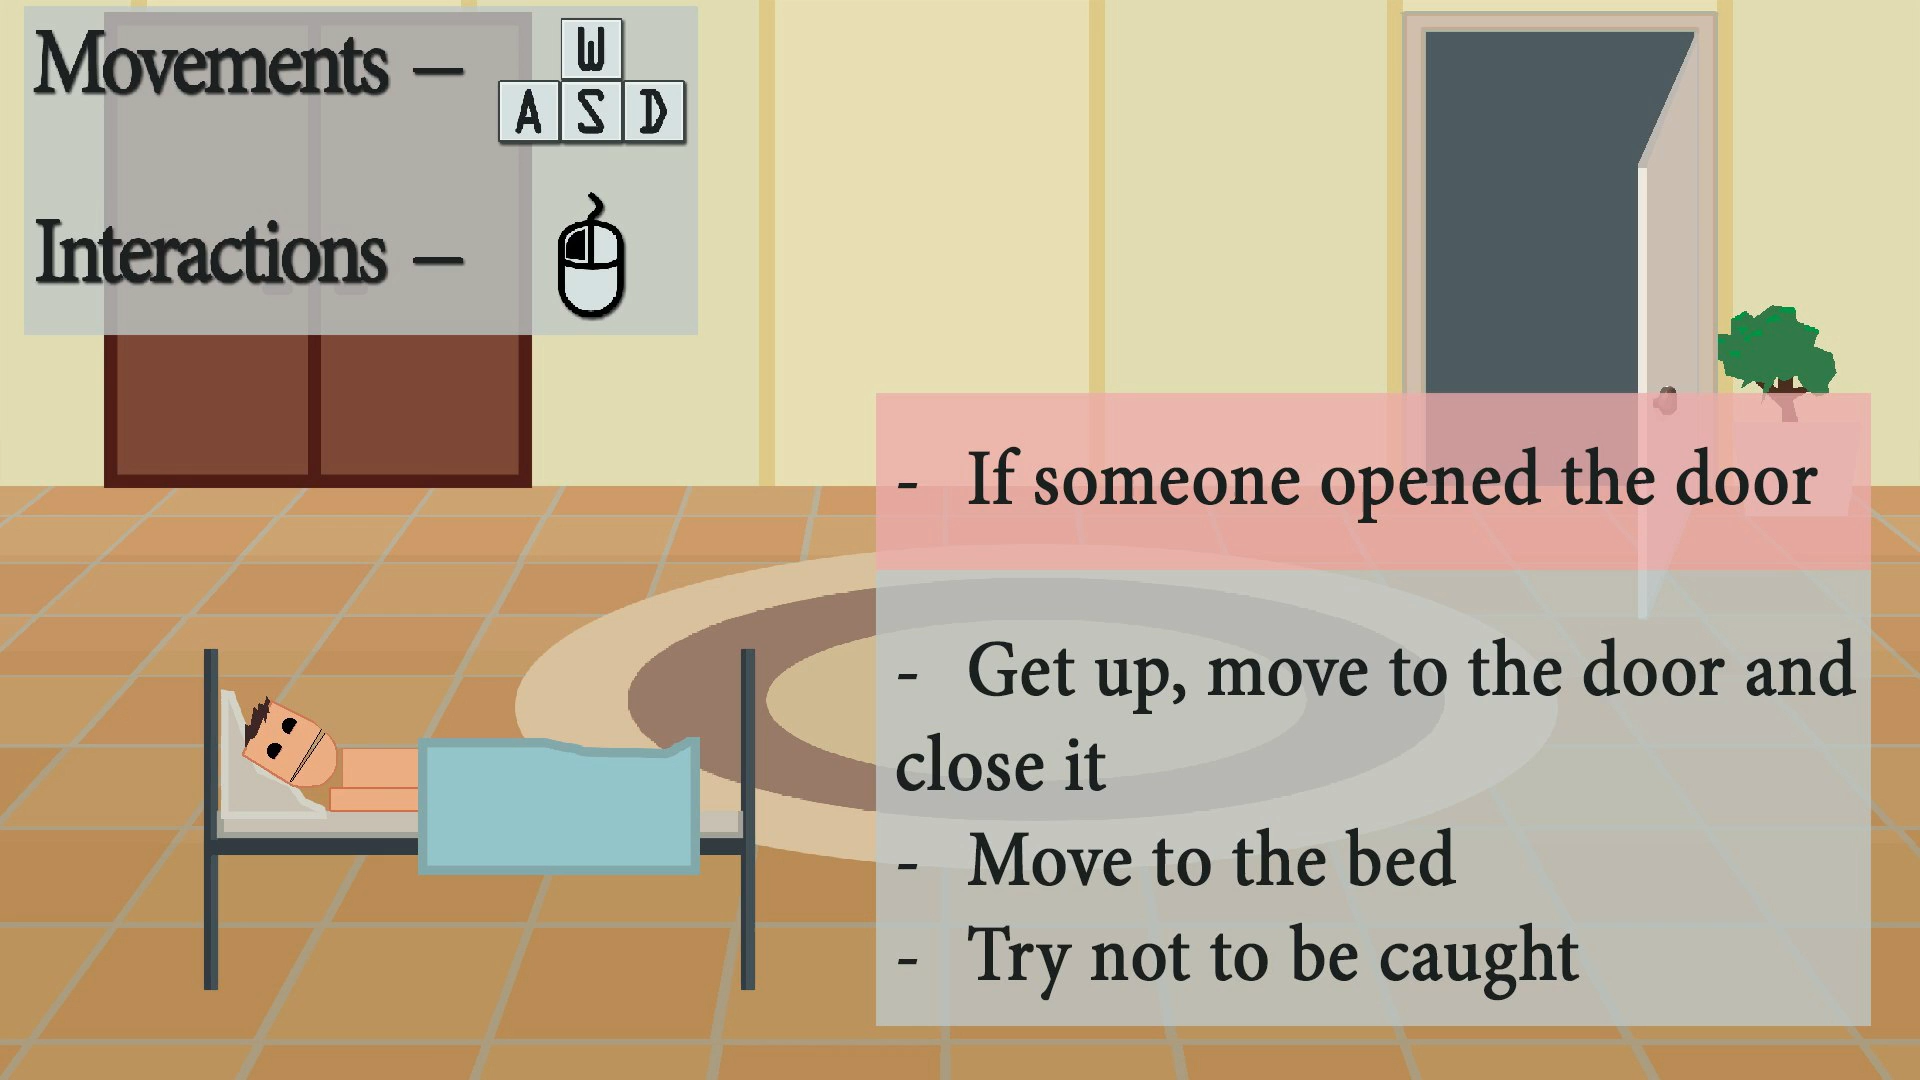 Movements –
W
A S D
Interactions –
- If someone opened the door
- Get up, move to the door and
close it
- Move to the bed
- Try not to be caught